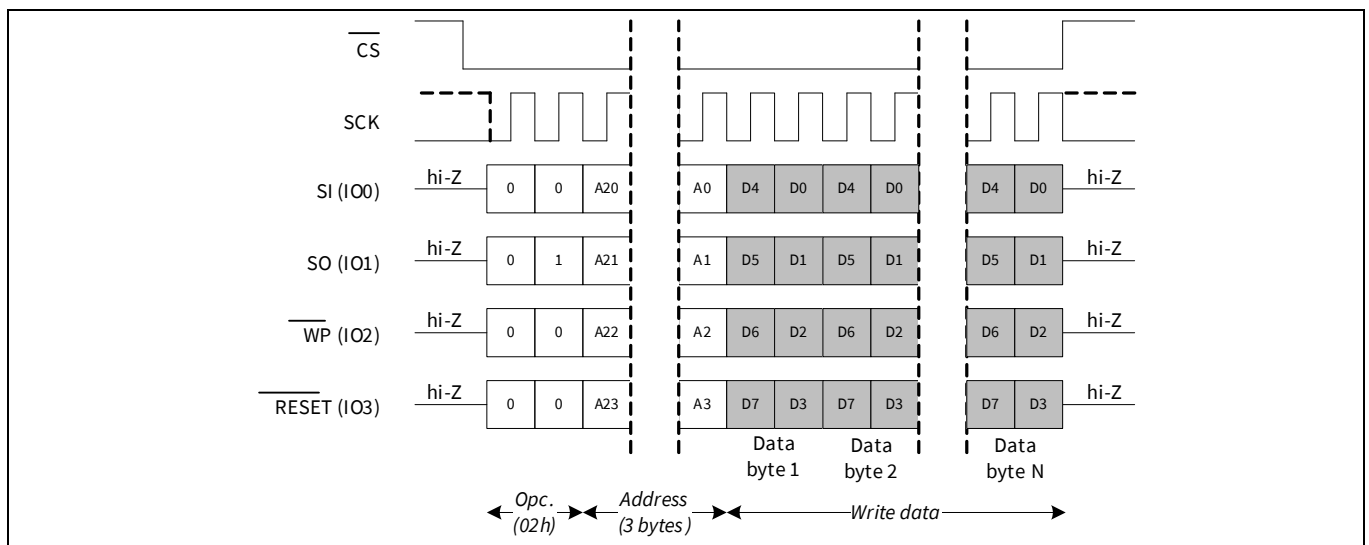 CS
SCK
SI (IO0) hi-Z 0 0 A20 A0 D4 D0 D4 D0 D4 D0 hi-Z
SO (IO1) hi-Z 0 1 A21 A1 D5 D1 D5 D1 D5 D1 hi-Z
WP (IO2) hi-Z 0 0 A22 A2 D6 D2 D6 D2 D6 D2 hi-Z
RESET (IO3) hi-Z 0 0 A23 A3 D7 D3 D7 D3 D7 D3 hi-Z
Data Data Data
byte 1 byte 2 byte N
Opc. Address Write data
(02h) (3 bytes)